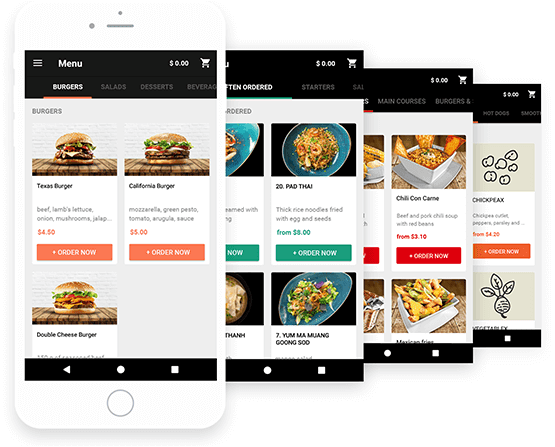 Menu
$ 0.00
BURGERS
SALADS
DESSERTS
BEVERAG
BURGERS
Texas Burger
beef, lamb's lettuce,
onion, mushrooms, jalap...
$4.50
+ ORDER NOW
California Burger
mozzarella, green pesto,
tomato, arugula, sauce
$5.00
+ ORDER NOW
Double Cheese Burger
$ 0.00
FTEN ORDERED
STARTERS
SAL
ORDERED
earned with
20. PAD THAI
Thick rice noodles fried
with egg and seeds
from $8.00
W
+ ORDER NOW
THANH
7. YUM MA MUANG
GOONG SOD
$ 0.00
RS
MAIN COURSES
BURGERS &
Chili Con Carne
Beef and pork chili soup
with red beans
from $3.10
+ ORDER NOW
Mexican fries
$ 0.00
HOT DOGS
SMOOT
CHICKPEAX
Chickpea cutlet,
peppers, parsley and ...
from $4.20
+ ORDER NOW
VEGETABLEX